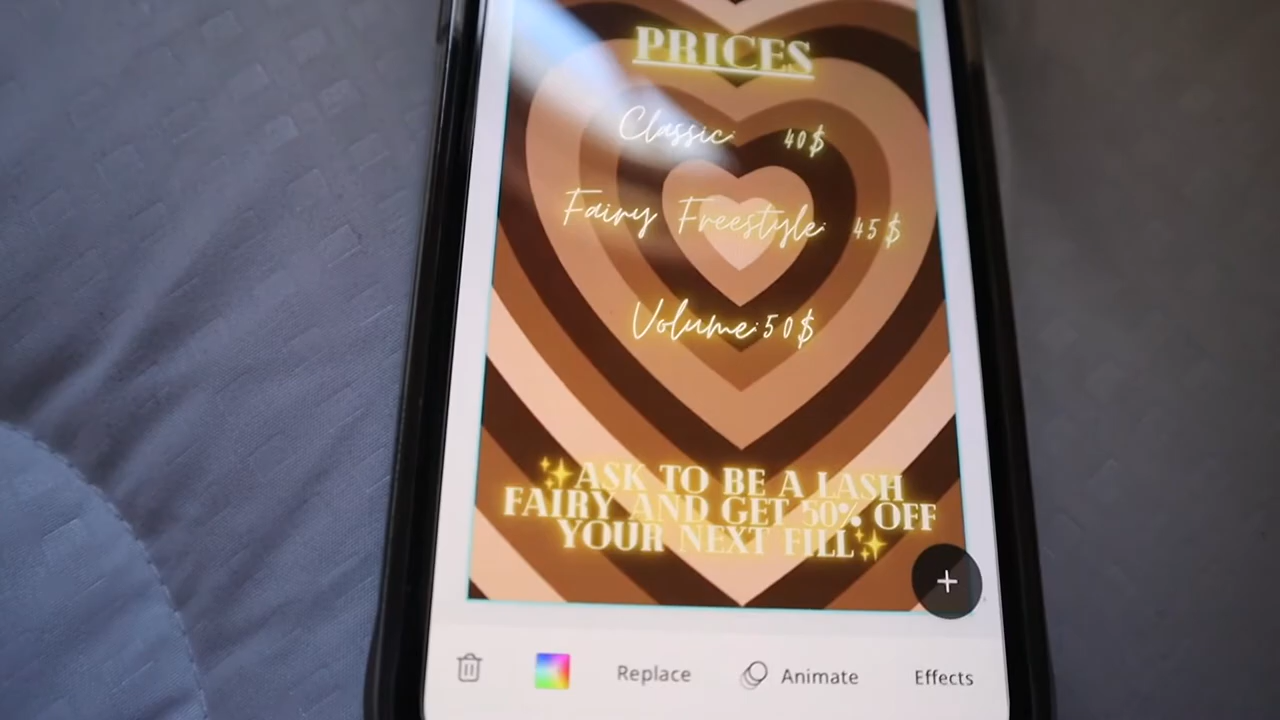 PRICES
Classic: 40$
Fairy Freestyle: 45$
Volume:50$
✨ASK TO BE A LASH
FAIRY AND GET 50% OFF
YOUR NEXT FILL✨
+
Replace Animate Effects